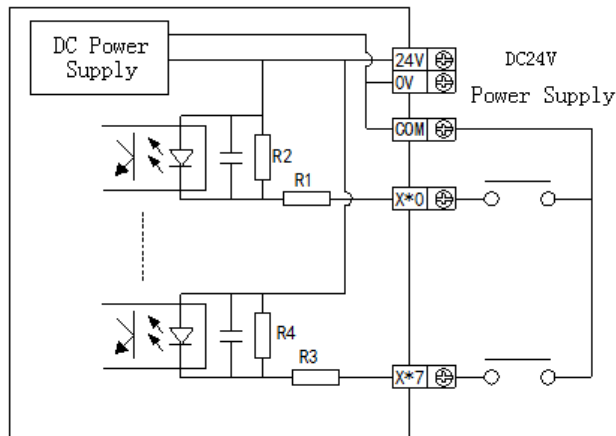 DC Power
Supply
24V
0V
DC24V
Power Supply
COM
R2
R1
X*0
R4
R3
X*7